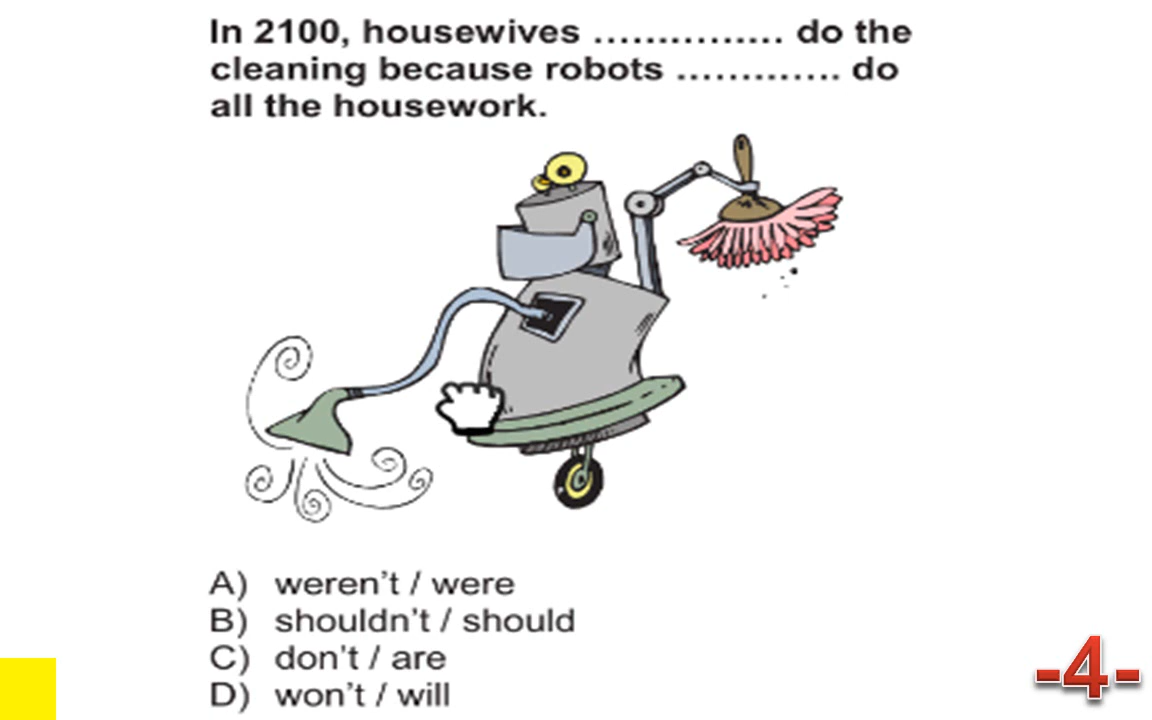 In 2100, housewives …………… do the
cleaning because robots …………. do
all the housework.
A) weren't / were
B) shouldn't / should
C) don't / are
D) won't / will
-4-